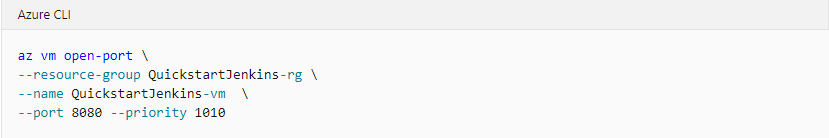 Azure CLI
az vm open-port \
--resource-group QuickstartJenkins-rg \
--name QuickstartJenkins-vm  \
--port 8080 --priority 1010